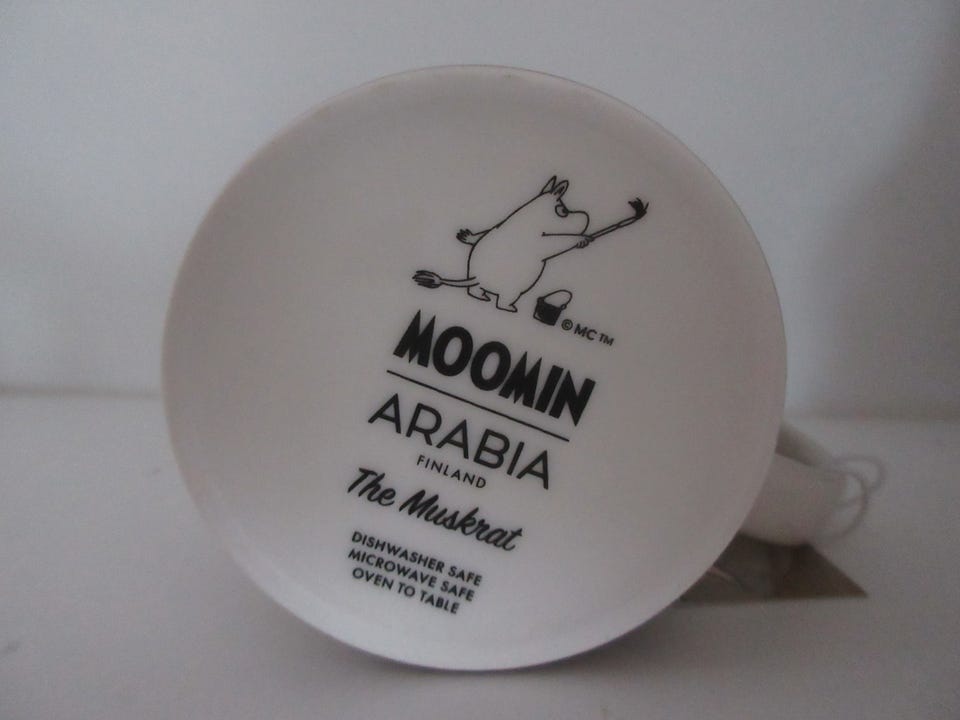 © MC ™
MOOMIN
ARABIA
FINLAND
The Muskrat
DISHWASHER SAFE
MICROWAVE SAFE
OVEN TO TABLE